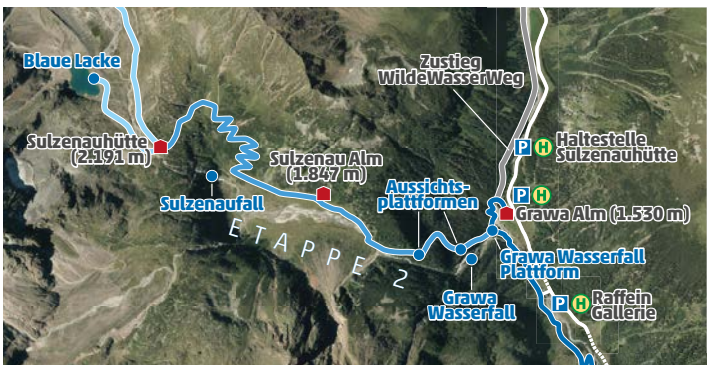 Blaue Lacke
Zustieg
WildeWasserWeg
Sulzenauhütte
(2.191 m)
P H Haltestelle
Sulzenauhütte
Sulzenau Alm
(1.847 m)
Aussichts-
plattformen
P H
Sulzenaufall
Grawa Alm (1.530 m)
ETAPPE 2
Grawa Wasserfall
Plattform
Grawa
Wasserfall
P H Raffein
Gallerie